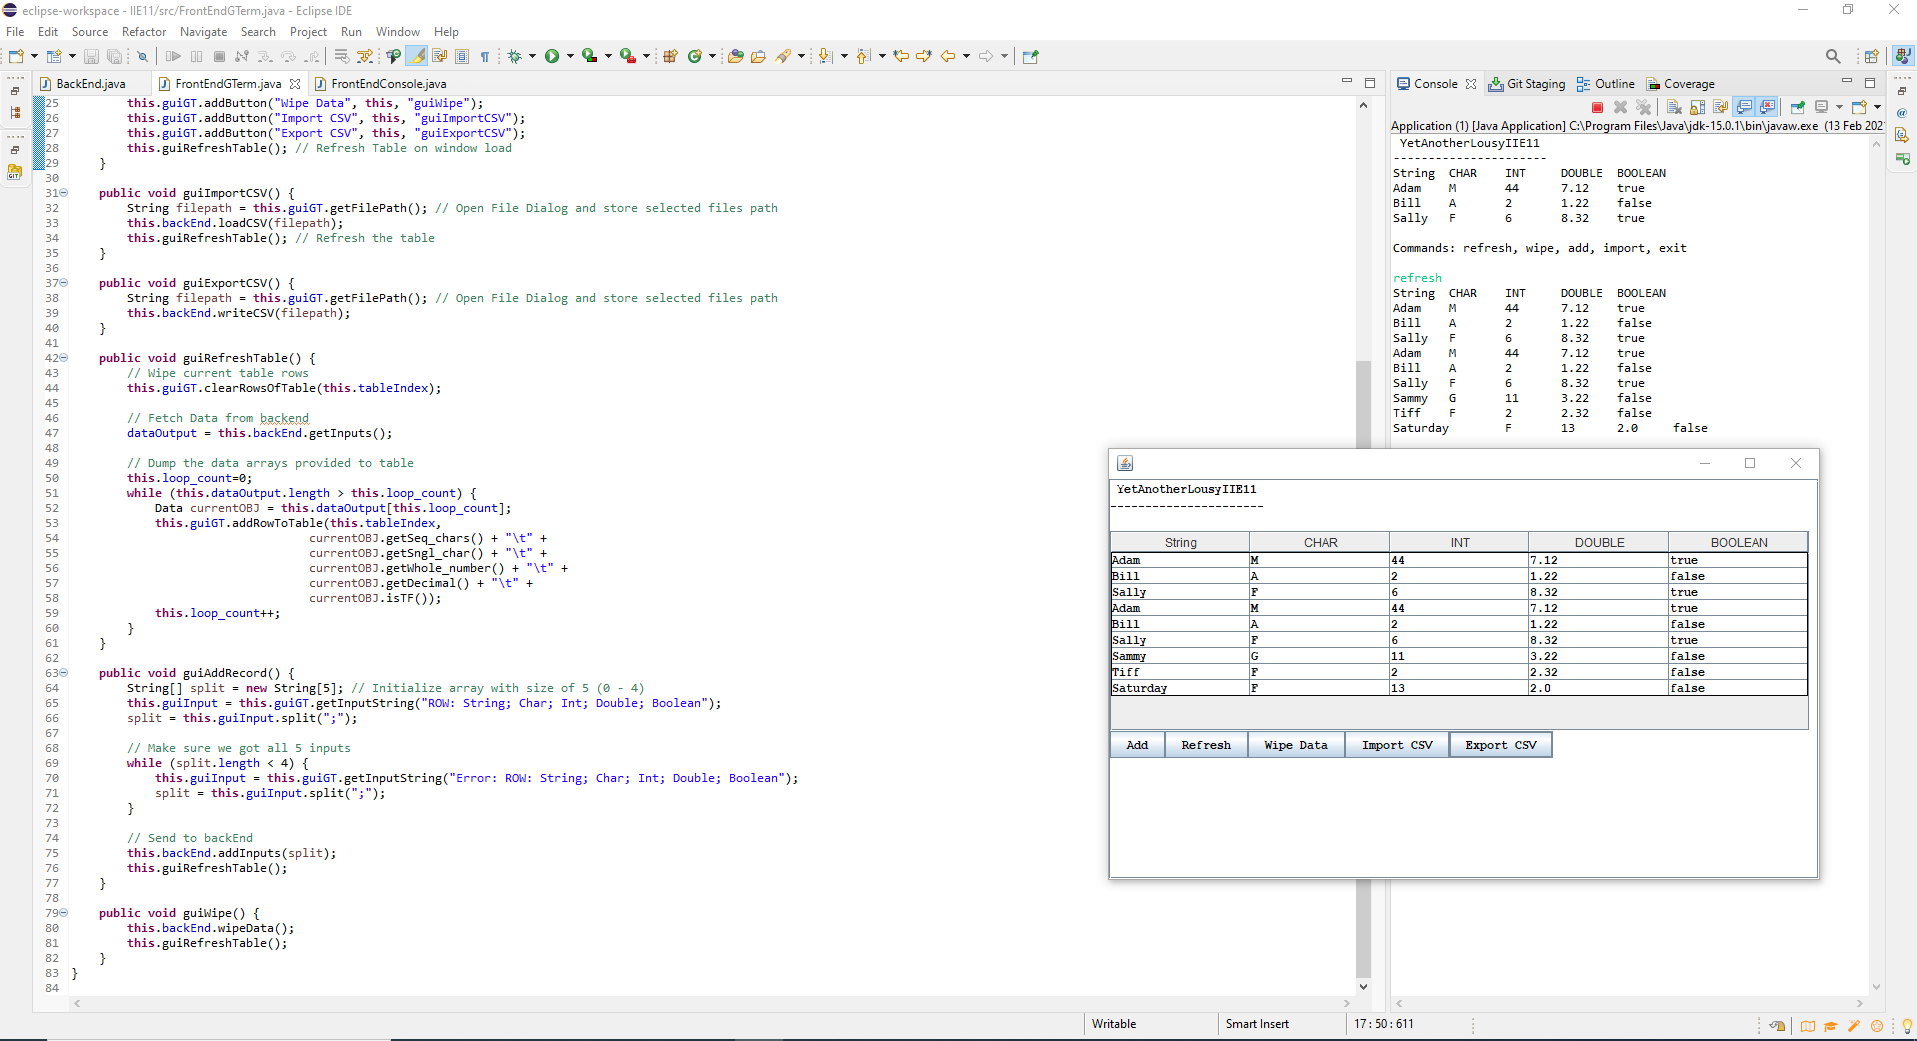 eclipse-workspace - IIE11/src/FrontEndGTerm.java - Eclipse IDE
File Edit Source Refactor Navigate Search Project Run Window Help
BackEnd.java FrontEndGTerm.java FrontEndConsole.java
25 this.guiGT.addButton("Wipe Data", this, "guiWipe");
26 this.guiGT.addButton("Import CSV", this, "guiImportCSV");
27 this.guiGT.addButton("Export CSV", this, "guiExportCSV");
28 this.guiRefreshTable(); // Refresh Table on window load
29 }
30
31 public void guiImportCSV() {
32 String filepath = this.guiGT.getFilePath(); // Open File Dialog and store selected files path
33 this.backEnd.loadCSV(filepath);
34 this.guiRefreshTable(); // Refresh the table
35 }
36
37 public void guiExportCSV() {
38 String filepath = this.guiGT.getFilePath(); // Open File Dialog and store selected files path
39 this.backEnd.writeCSV(filepath);
40 }
41
42 public void guiRefreshTable() {
43 // Wipe current table rows
44 this.guiGT.clearRowsOfTable(this.tableIndex);
45
46 // Fetch Data from backend
47 dataOutput = this.backEnd.getInputs();
48
49 // Dump the data arrays provided to table
50 this.loop_count=0;
51 while (this.dataOutput.length > this.loop_count) {
52 Data currentOBJ = this.dataOutput[this.loop_count];
53 this.guiGT.addRowToTable(this.tableIndex,
54 currentOBJ.getSeq_chars() + "\t" +
55 currentOBJ.getSngl_char() + "\t" +
56 currentOBJ.getWhole_number() + "\t" +
57 currentOBJ.getDecimal() + "\t" +
58 currentOBJ.isTF());
59 this.loop_count++;
60 }
61 }
62
63 public void guiAddRecord() {
64 String[] split = new String[5]; // Initialize array with size of 5 (0 - 4)
65 this.guiInput = this.guiGT.getInputString("ROW: String; Char; Int; Double; Boolean");
66 split = this.guiInput.split(";");
67
68 // Make sure we got all 5 inputs
69 while (split.length < 4) {
70 this.guiInput = this.guiGT.getInputString("Error: ROW: String; Char; Int; Double; Boolean");
71 split = this.guiInput.split(";");
72 }
73
74 // Send to backEnd
75 this.backEnd.addInputs(split);
76 this.guiRefreshTable();
77 }
78
79 public void guiWipe() {
80 this.backEnd.wipeData();
81 this.guiRefreshTable();
82 }
83 }
84
Console Git Staging Outline Coverage
Application (1) [Java Application] C:\Program Files\Java\jdk-15.0.1\bin\javaw.exe (13 Feb 202
YetAnotherLousyIIE11
----------------------
String CHAR INT DOUBLE BOOLEAN
Adam M 44 7.12 true
Bill A 2 1.22 false
Sally F 6 8.32 true
Commands: refresh, wipe, add, import, exit
refresh
String CHAR INT DOUBLE BOOLEAN
Adam M 44 7.12 true
Bill A 2 1.22 false
Sally F 6 8.32 true
Adam M 44 7.12 true
Bill A 2 1.22 false
Sally F 6 8.32 true
Sammy G 11 3.22 false
Tiff F 2 2.32 false
Saturday F 13 2.0 false
YetAnotherLousyIIE11
----------------------
String CHAR INT DOUBLE BOOLEAN
Adam M 44 7.12 true
Bill A 2 1.22 false
Sally F 6 8.32 true
Adam M 44 7.12 true
Bill A 2 1.22 false
Sally F 6 8.32 true
Sammy G 11 3.22 false
Tiff F 2 2.32 false
Saturday F 13 2.0 false
Add Refresh Wipe Data Import CSV Export CSV
Writable Smart Insert 17 : 50 : 611